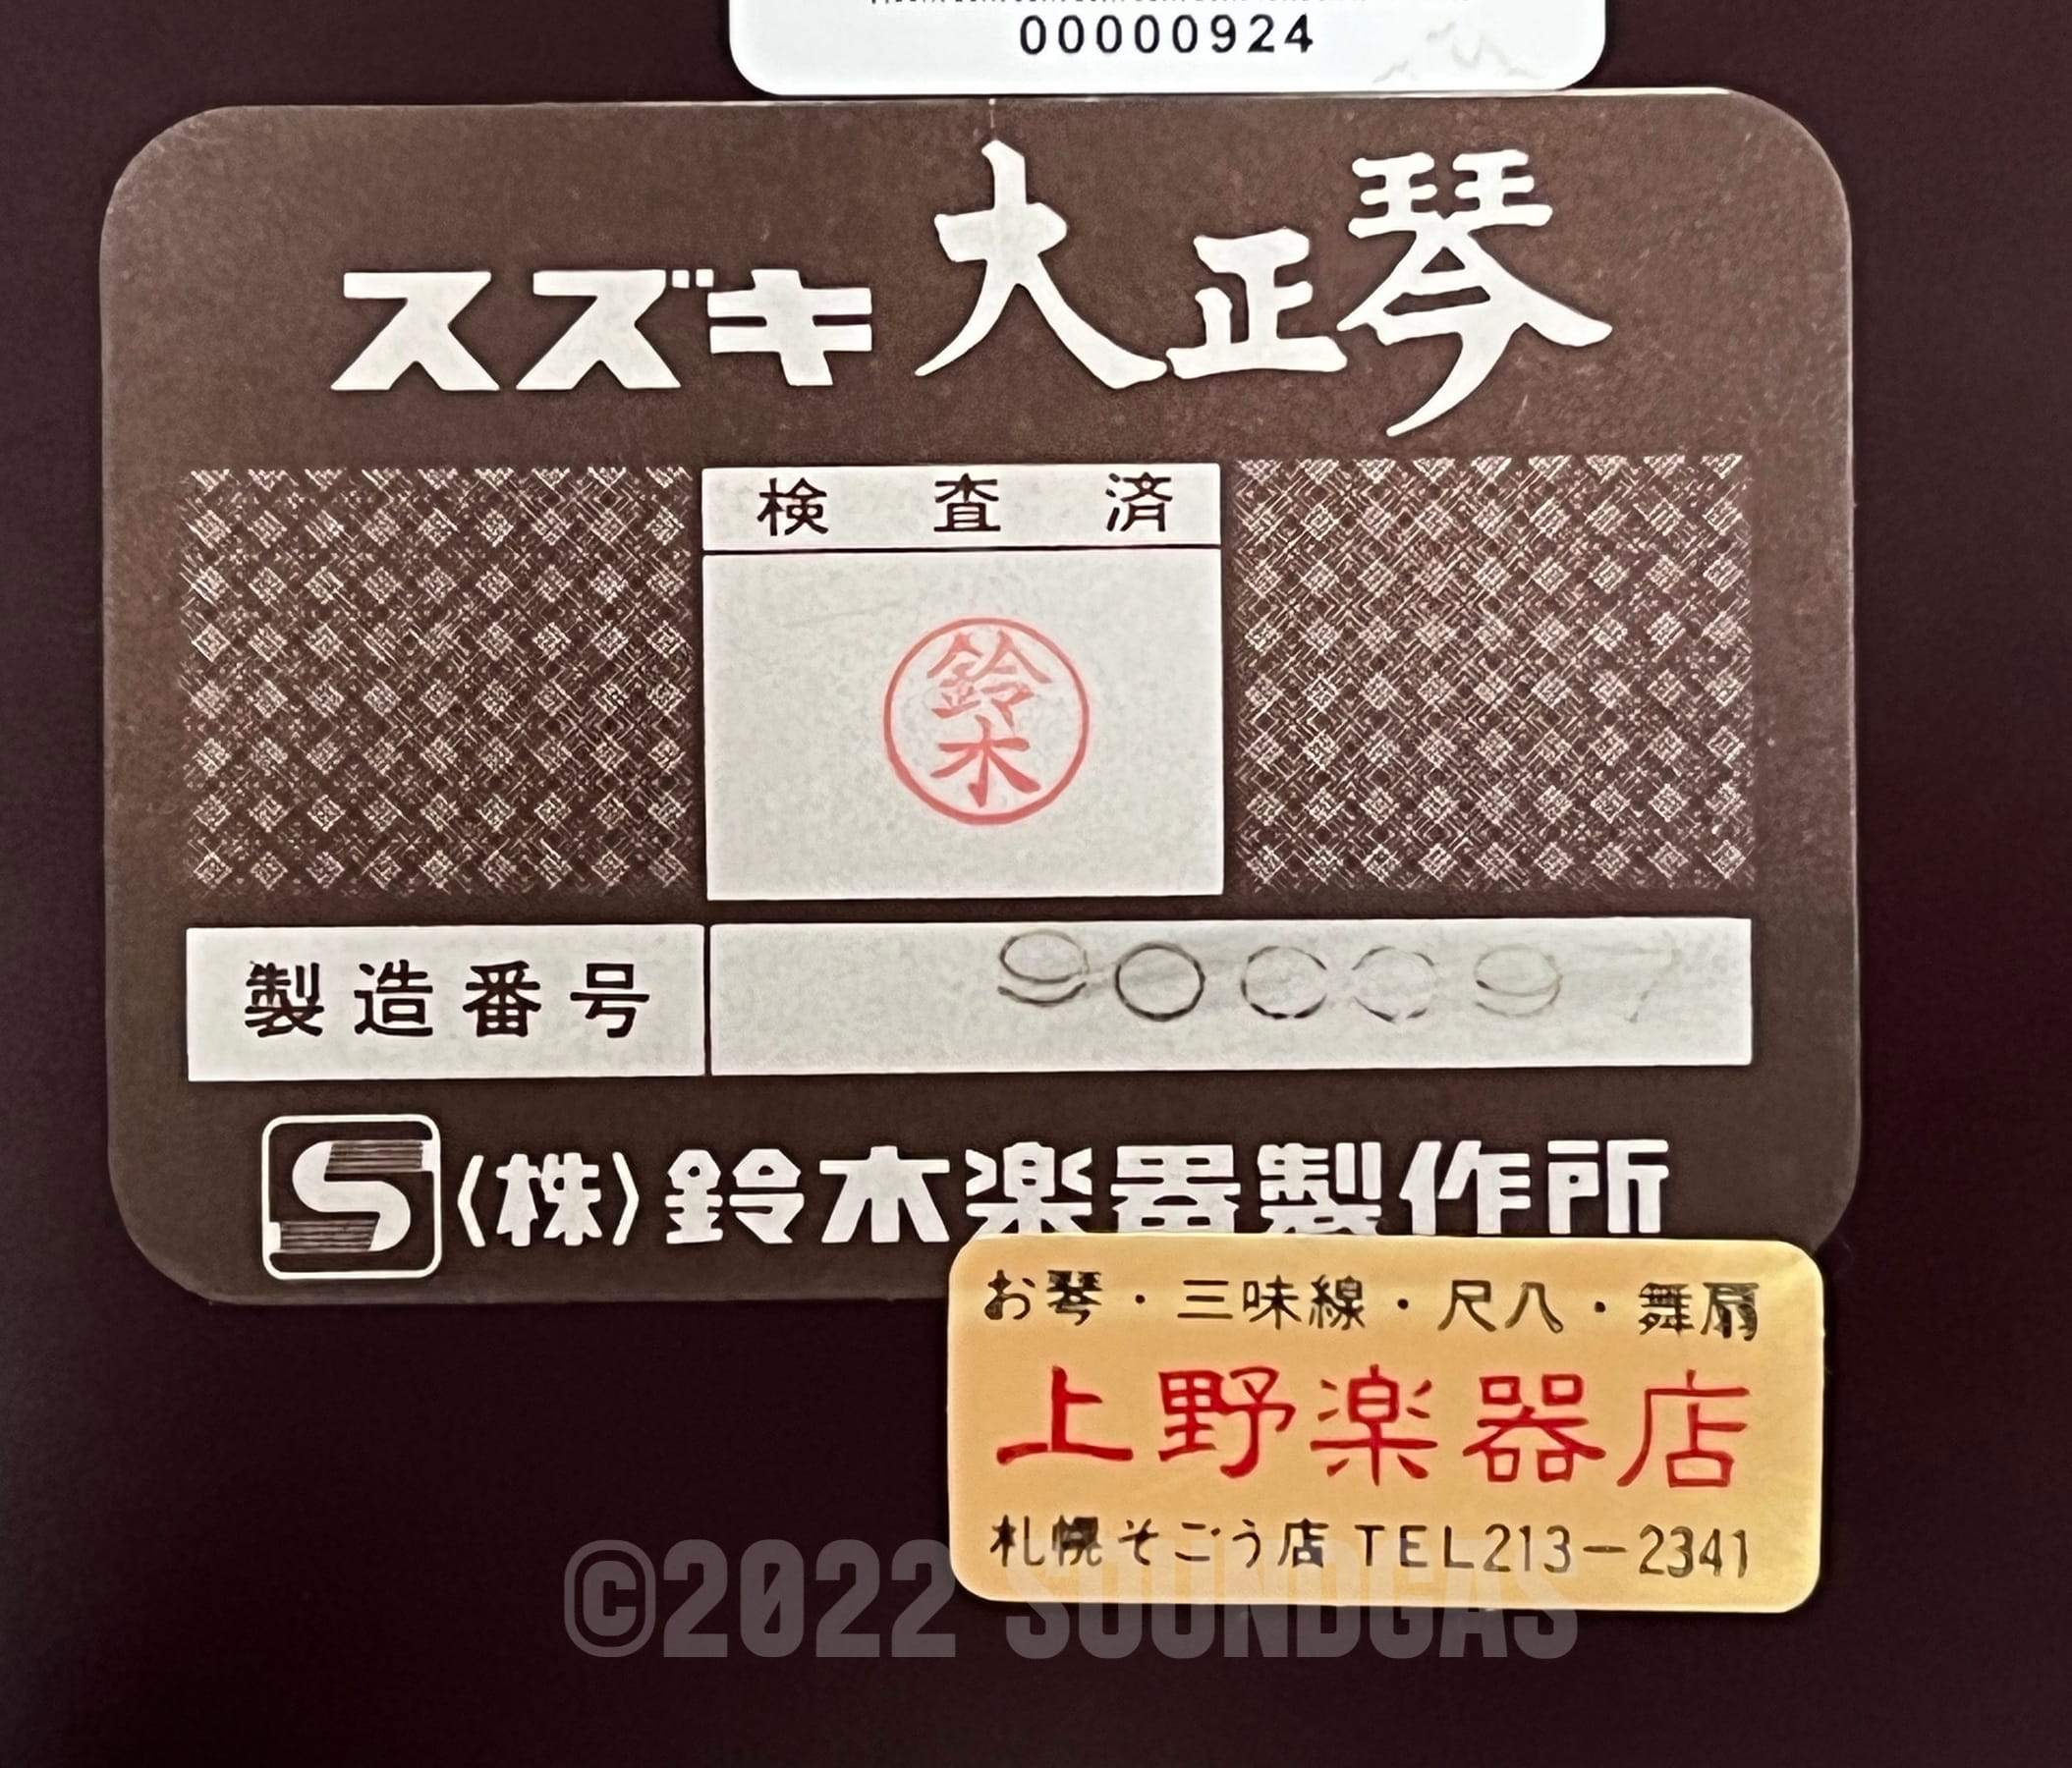 00000924
スズキ 大正琴
検査済
鈴木
製造番号 900097
S (株) 鈴木楽器製作所
お琴・三味線・尺八・舞扇
上野楽器店
札幌そごう店 TEL213-2341
©2022 SOUNDGAS